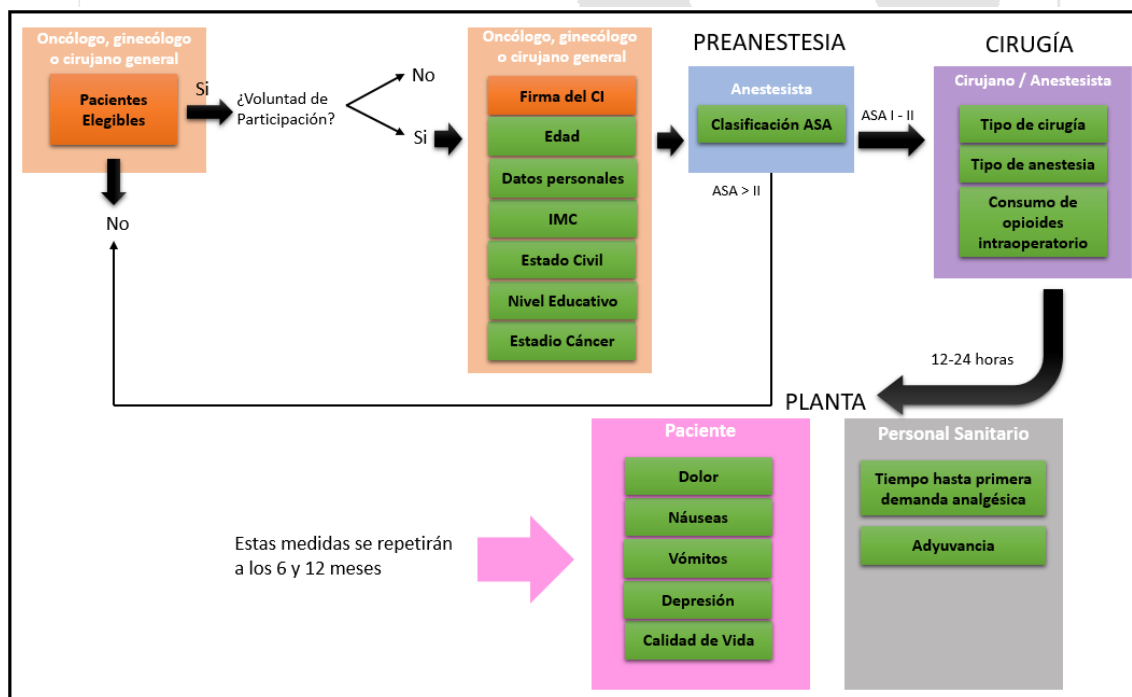 Oncólogo, ginecólogo
o cirujano general
Pacientes
Elegibles
Si
No
¿Voluntad de
Participación?
No
Si
Oncólogo, ginecólogo
o cirujano general
Firma del CI
Edad
Datos personales
IMC
Estado Civil
Nivel Educativo
Estadio Cáncer
PREANESTESIA
Anestesista
Clasificación ASA
ASA I - II
ASA > II
CIRUGÍA
Cirujano / Anestesista
Tipo de cirugía
Tipo de anestesia
Consumo de
opioides
intraoperatorio
12-24 horas
PLANTA
Paciente
Dolor
Náuseas
Vómitos
Depresión
Calidad de Vida
Personal Sanitario
Tiempo hasta primera
demanda analgésica
Adyuvancia
Estas medidas se repetirán
a los 6 y 12 meses